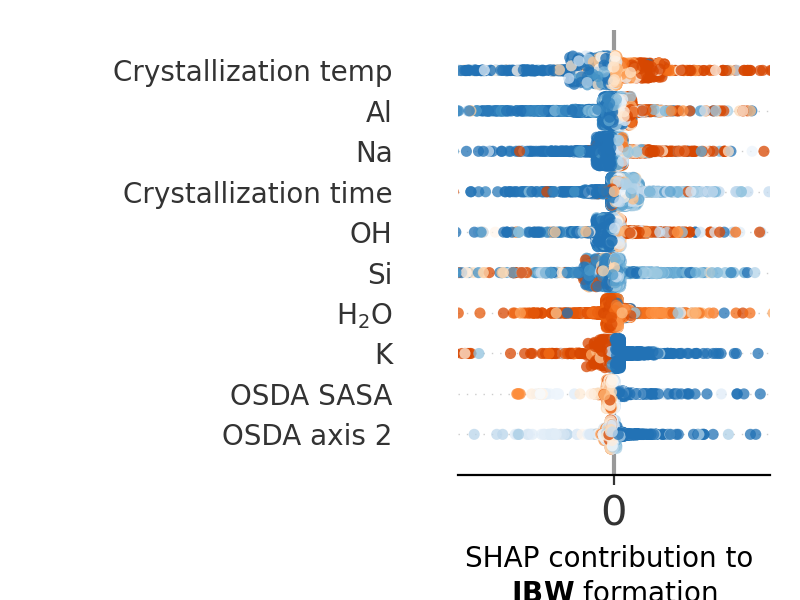 Crystallization temp
Al
Na
Crystallization time
OH
Si
H₂O
K
OSDA SASA
OSDA axis 2
0
SHAP contribution to
IBW formation